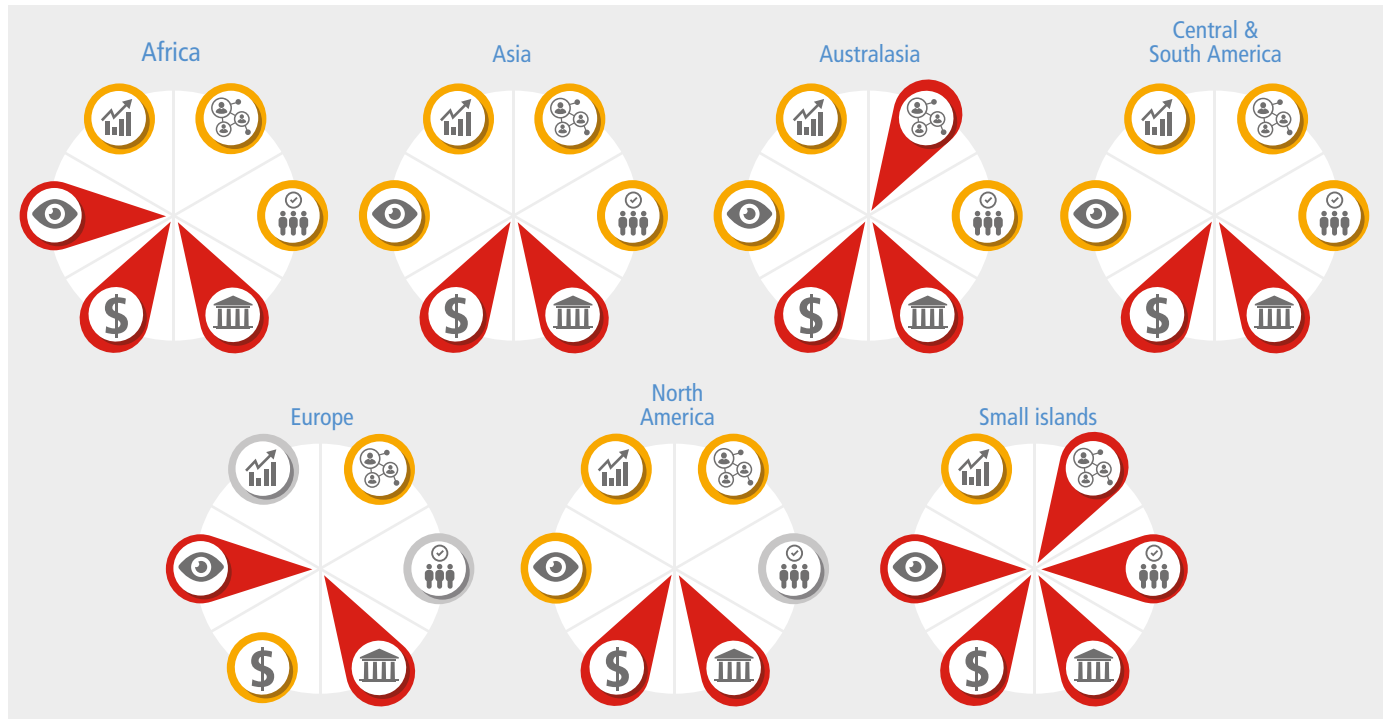 Africa
Asia
Australasia
Central &
South America
Europe
North
America
Small islands